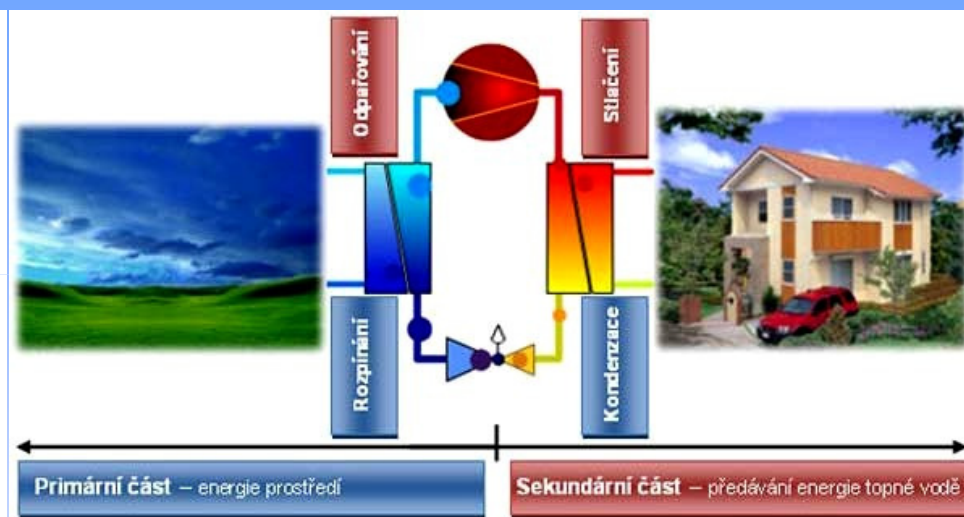 Odpařování
Stlačení
Rozpínání
Kondenzace
Primární část – energie prostředí
Sekundární část – předávání energie topné vodě